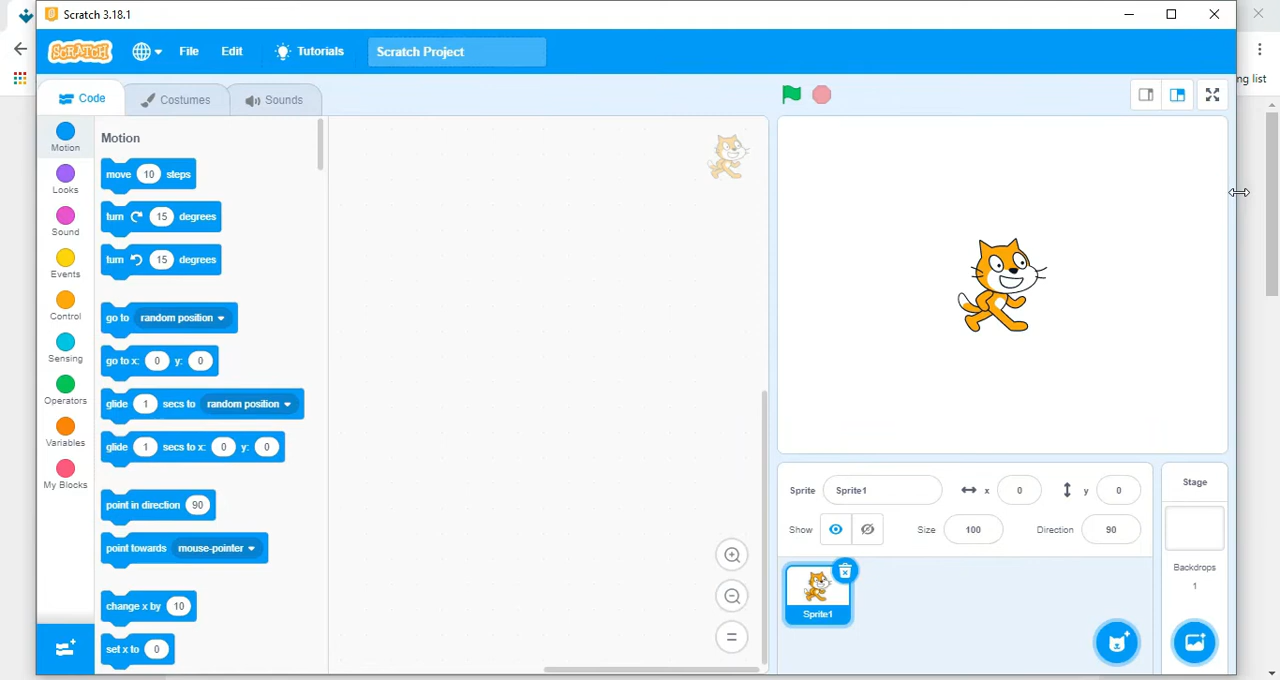 Scratch 3.18.1
SCRATCH
File Edit Tutorials Scratch Project
ng list
Code Costumes Sounds
Motion
Looks
Sound
Events
Control
Sensing
Operators
Variables
My Blocks
Motion
move 10 steps
turn 15 degrees
turn 15 degrees
go to random position
go to x: 0 y: 0
glide 1 secs to random position
glide 1 secs to x: 0 y: 0
point in direction 90
point towards mouse-pointer
change x by 10
set x to 0
Sprite Sprite1 x 0 y 0
Show Size 100 Direction 90
Sprite1
Stage
Backdrops
1